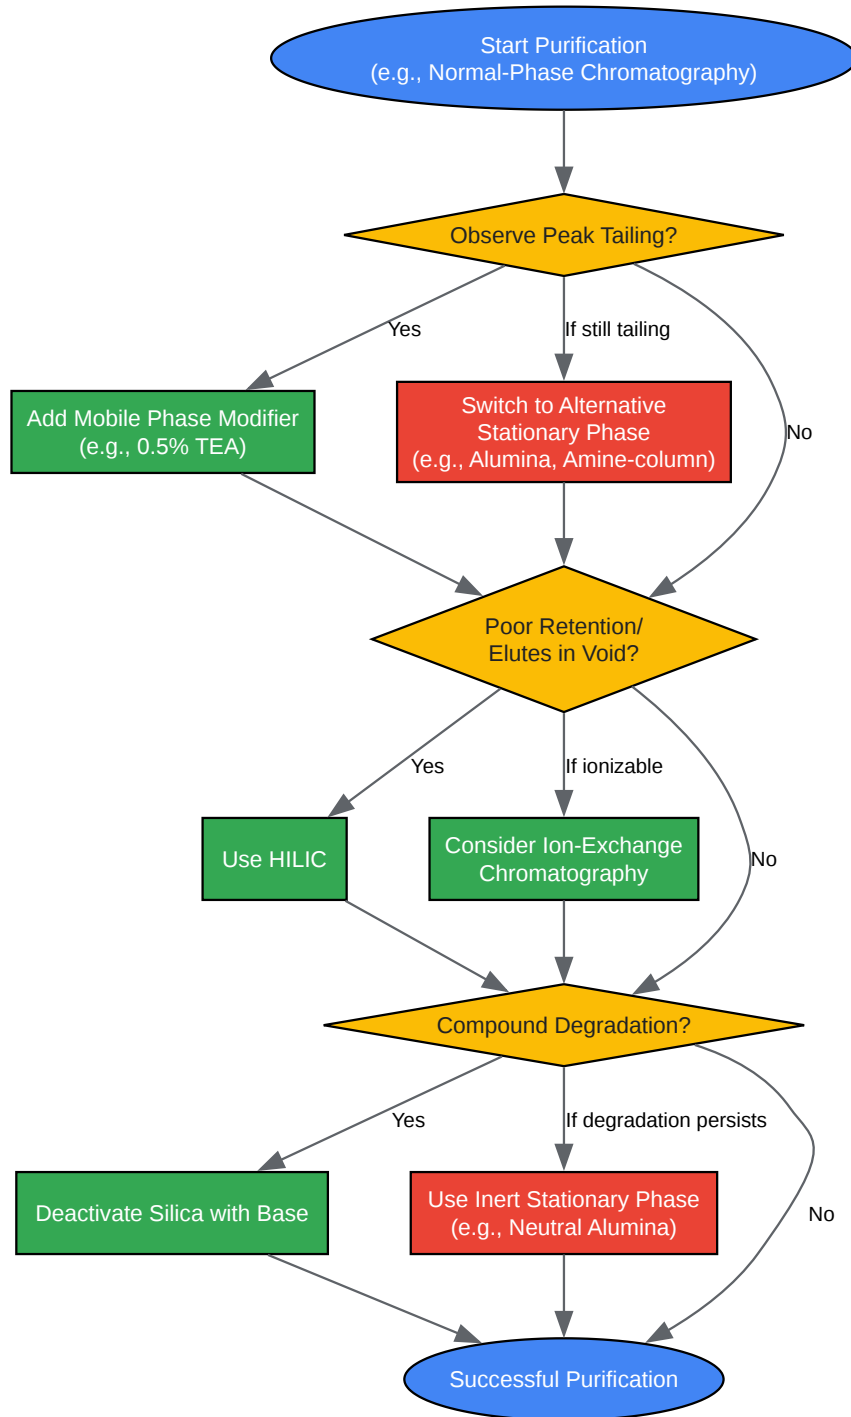 Start Purification
(e.g., Normal-Phase Chromatography)
Observe Peak Tailing?
Yes
If still tailing
No
Add Mobile Phase Modifier
(e.g., 0.5% TEA)
Switch to Alternative
Stationary Phase
(e.g., Alumina, Amine-column)
Poor Retention/
Elutes in Void?
Yes
If ionizable
No
Use HILIC
Consider Ion-Exchange
Chromatography
Compound Degradation?
Yes
If degradation persists
No
Deactivate Silica with Base
Use Inert Stationary Phase
(e.g., Neutral Alumina)
Successful Purification